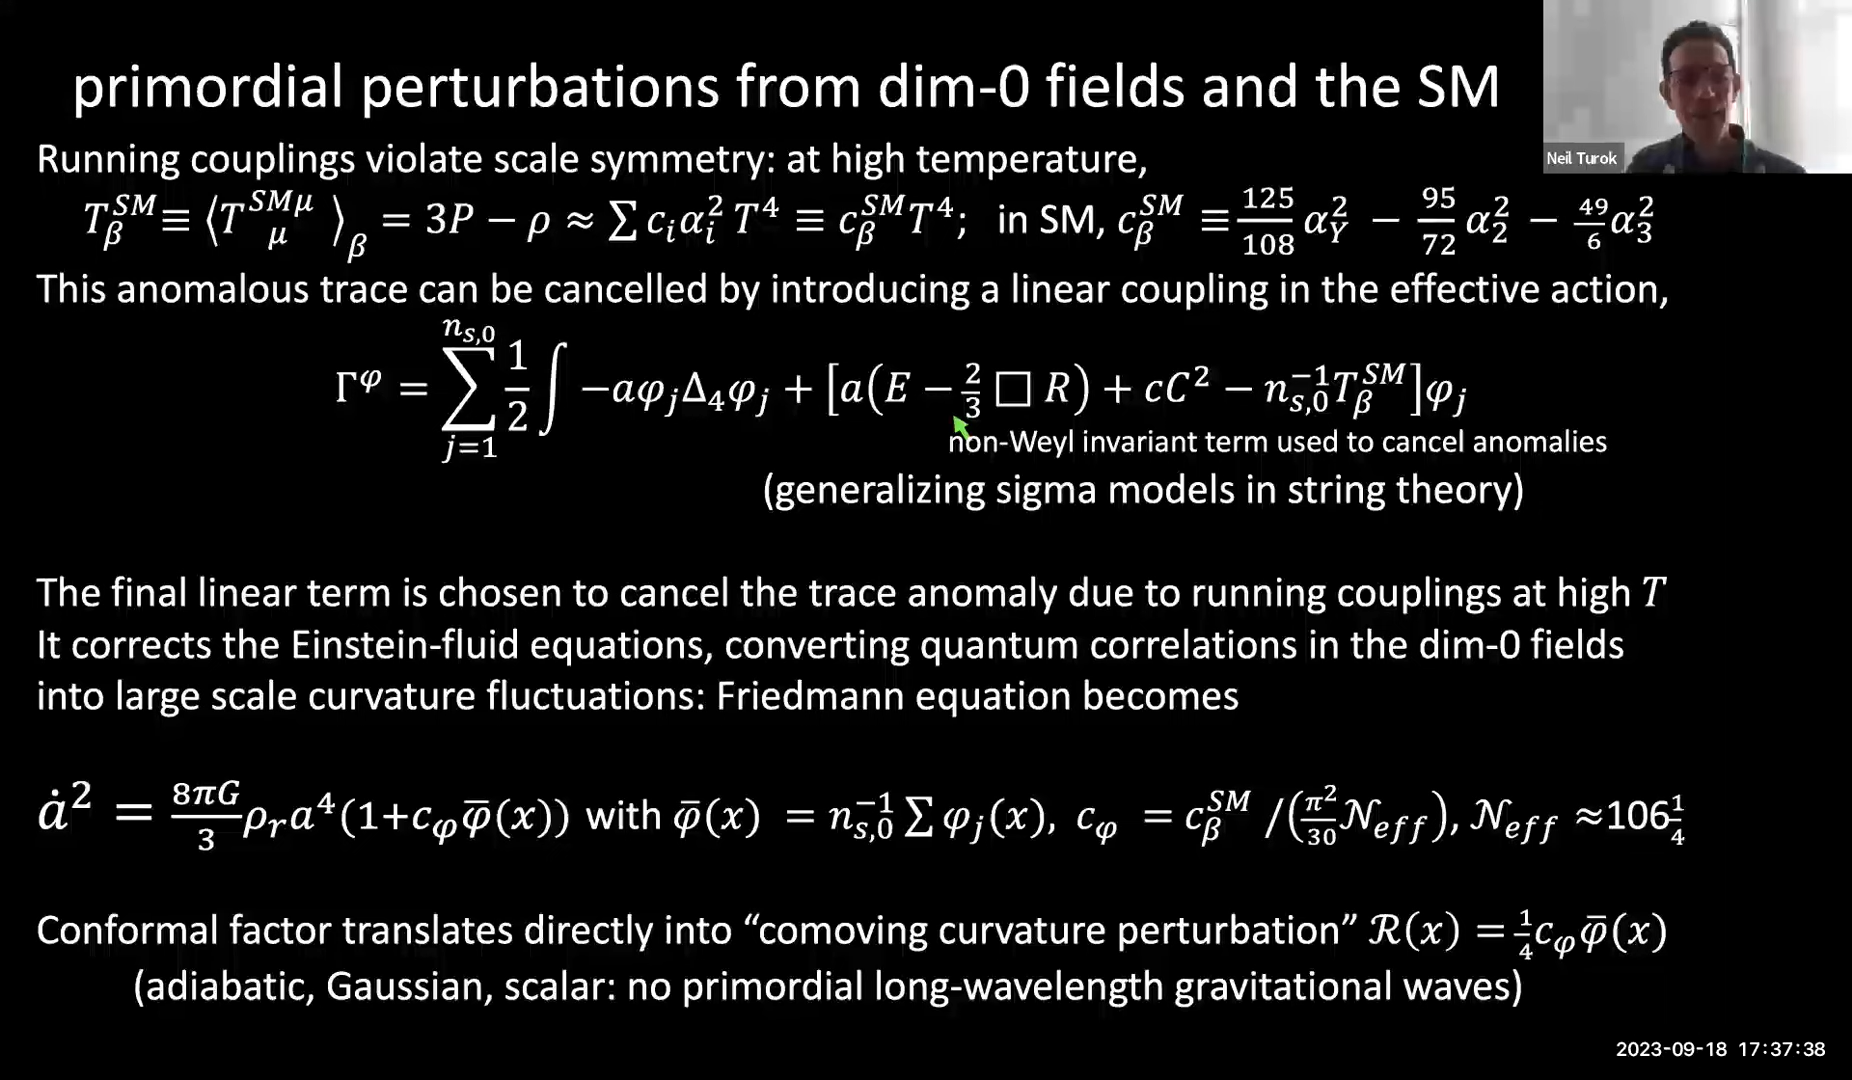 primordial perturbations from dim-0 fields and the SM
Neil Turok
Running couplings violate scale symmetry: at high temperature,
T_β^{SM} ≡ ⟨T^{SM μ}_μ⟩_β = 3P − ρ ≈ ∑ c_i α_i^2 T^4 ≡ c_β^{SM} T^4; in SM, c_β^{SM} ≡ 125/108 α_Y^2 − 95/72 α_2^2 − 49/6 α_3^2
This anomalous trace can be cancelled by introducing a linear coupling in the effective action,
Γ^φ = ∑_{j=1}^{n_{s,0}} 1/2 ∫ −aφ_j Δ_4 φ_j + [a(E − 2/3 □ R) + cC^2 − n_{s,0}^{−1} T_β^{SM}]φ_j
non-Weyl invariant term used to cancel anomalies
(generalizing sigma models in string theory)
The final linear term is chosen to cancel the trace anomaly due to running couplings at high T
It corrects the Einstein-fluid equations, converting quantum correlations in the dim-0 fields
into large scale curvature fluctuations: Friedmann equation becomes
ȧ^2 = 8πG/3 ρ_r a^4 (1+c_φ φ̄(x)) with φ̄(x) = n_{s,0}^{−1} ∑ φ_j(x), c_φ = c_β^{SM} /(π^2/30 𝒩_{eff}), 𝒩_{eff} ≈106 1/4
Conformal factor translates directly into “comoving curvature perturbation” ℛ(x) = 1/4 c_φ φ̄(x)
(adiabatic, Gaussian, scalar: no primordial long-wavelength gravitational waves)
2023-09-18 17:37:38